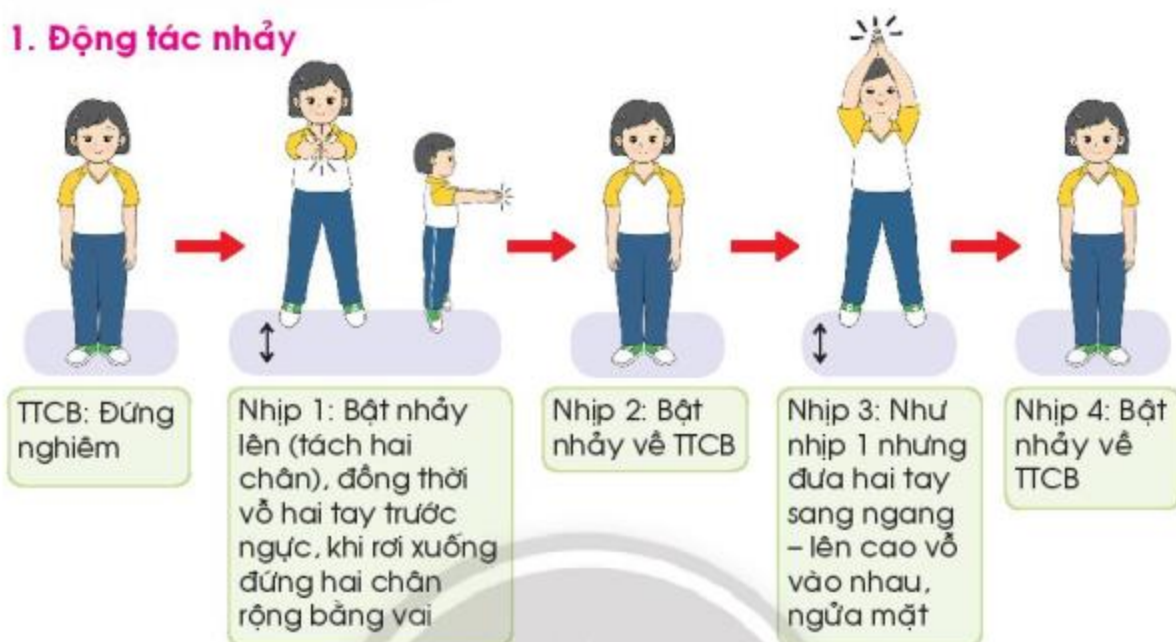 1. Động tác nhảy
TTCB: Đứng
nghiêm
Nhịp 1: Bật nhảy
lên (tách hai
chân), đồng thời
vỗ hai tay trước
ngực, khi rơi xuống
đứng hai chân
rộng bằng vai
Nhịp 2: Bật
nhảy về TTCB
Nhịp 3: Như
nhịp 1 nhưng
đưa hai tay
sang ngang
– lên cao vỗ
vào nhau,
ngửa mặt
Nhịp 4: Bật
nhảy về
TTCB